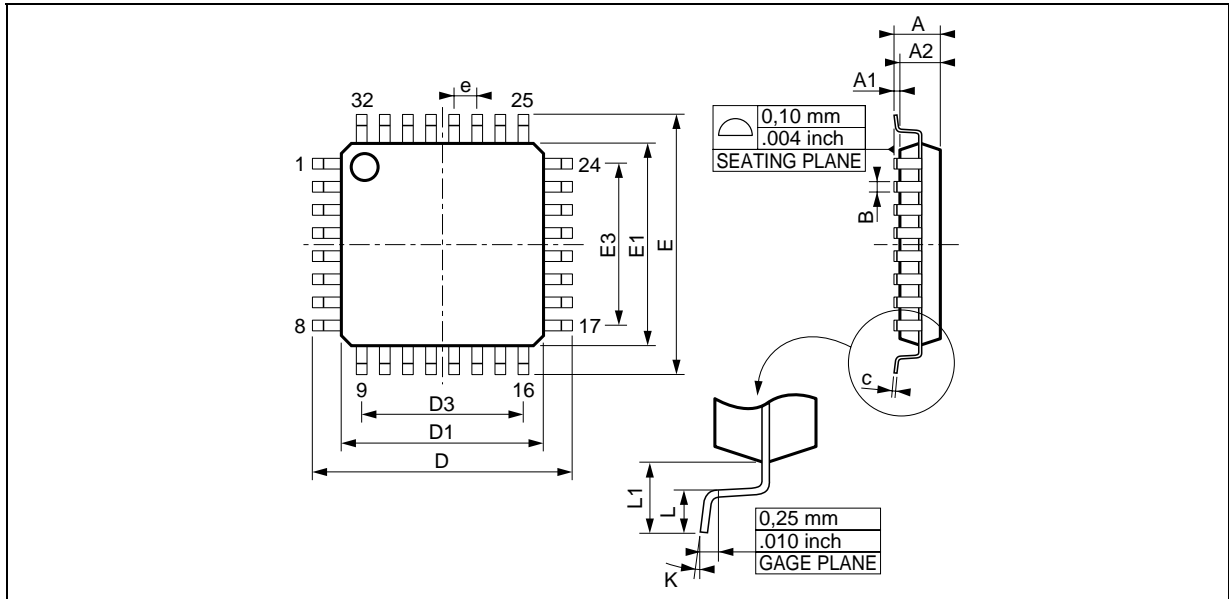 A
A2
A1
e
32
25
0,10 mm
.004 inch
SEATING PLANE
1
24
B
E3
E1
E
8
17
9
16
c
D3
D1
D
L1
L
0,25 mm
.010 inch
GAGE PLANE
K